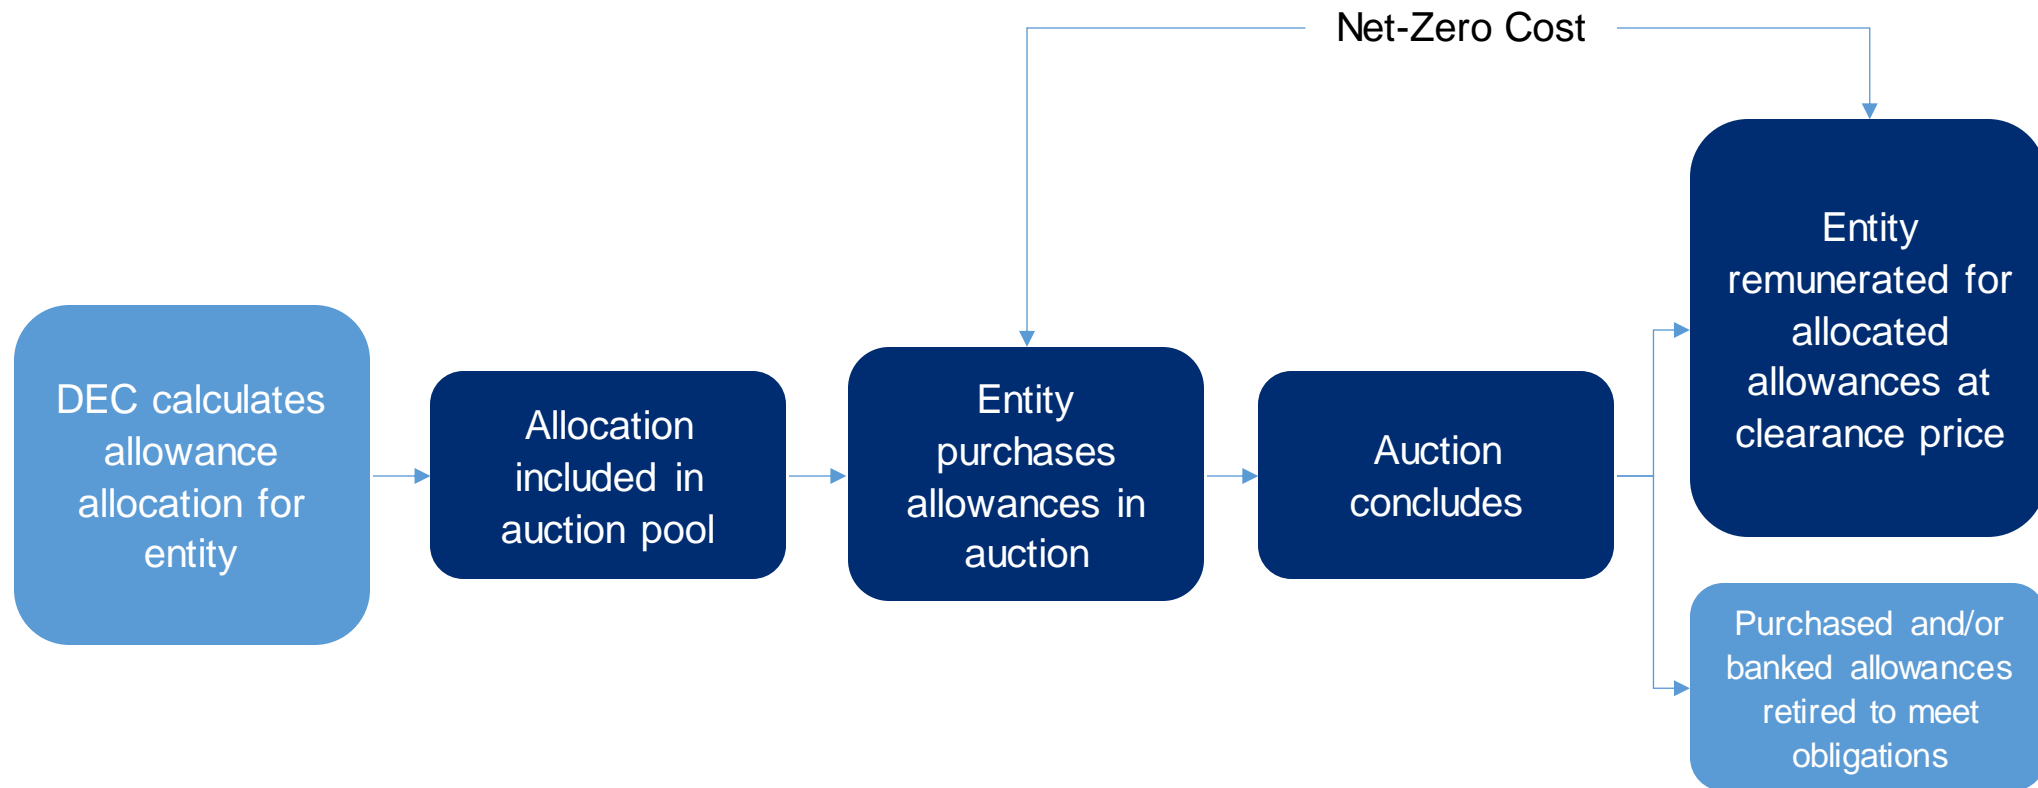 Net-Zero Cost
DEC calculates
allowance
allocation for
entity
Allocation
included in
auction pool
Entity
purchases
allowances in
auction
Auction
concludes
Entity
remunerated for
allocated
allowances at
clearance price
Purchased and/or
banked allowances
retired to meet
obligations